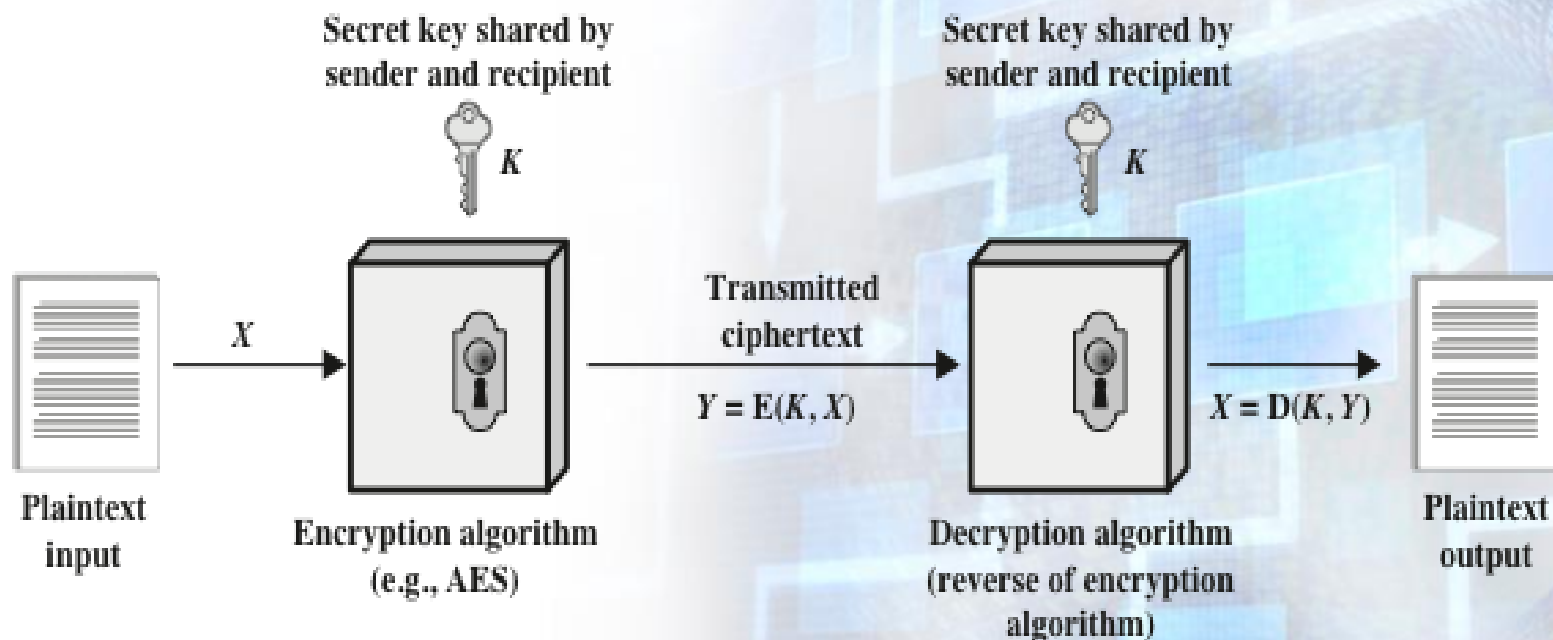 Secret key shared by
sender and recipient
K
Secret key shared by
sender and recipient
K
X
Transmitted
ciphertext
Y = E(K, X)
X = D(K, Y)
Plaintext
input
Encryption algorithm
(e.g., AES)
Decryption algorithm
(reverse of encryption
algorithm)
Plaintext
output